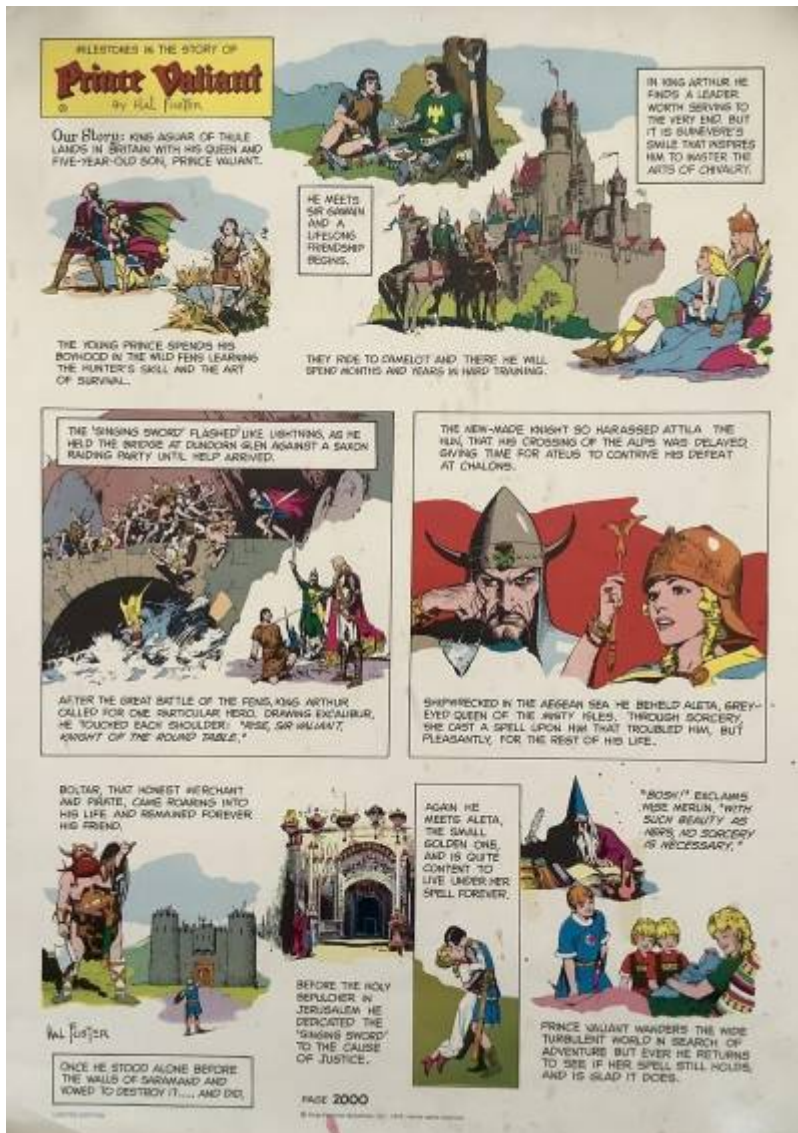 MILESTONES IN THE STORY OF
Prince Valiant
BY HAL FOSTER
Our Story: KING AGUAR OF THULE
LANDS IN BRITAIN WITH HIS QUEEN AND
FIVE-YEAR-OLD SON, PRINCE VALIANT.
THE YOUNG PRINCE SPENDS HIS
BOYHOOD IN THE WILD FENS LEARNING
THE HUNTER'S SKILL AND THE ART
OF SURVIVAL.
HE MEETS
SIR GAWAIN
AND A
LIFELONG
FRIENDSHIP
BEGINS.
THEY RIDE TO CAMELOT AND THERE HE WILL
SPEND MONTHS AND YEARS IN HARD TRAINING.
IN KING ARTHUR HE
FINDS A LEADER
WORTH SERVING TO
THE VERY END. BUT
IT IS GUINEVERE'S
SMILE THAT INSPIRES
HIM TO MASTER THE
ARTS OF CHIVALRY.
THE 'SINGING SWORD' FLASHED LIKE LIGHTNING, AS HE
HELD THE BRIDGE AT DUNDORN GLEN AGAINST A SAXON
RAIDING PARTY UNTIL HELP ARRIVED.
AFTER THE GREAT BATTLE OF THE FENS, KING ARTHUR
CALLED FOR ONE PARTICULAR HERO. DRAWING EXCALIBUR,
HE TOUCHED EACH SHOULDER: "RISE, SIR VALIANT,
KNIGHT OF THE ROUND TABLE."
THE NEW-MADE KNIGHT SO HARASSED ATTILA THE
HUN, THAT HIS CROSSING OF THE ALPS WAS DELAYED,
GIVING TIME FOR ATEUS TO CONTRIVE HIS DEFEAT
AT CHALONS.
SHIPWRECKED IN THE AEGEAN SEA HE BEHELD ALETA, GREY-
EYED QUEEN OF THE MISTY ISLES. THROUGH SORCERY,
SHE CAST A SPELL UPON HIM THAT TROUBLED HIM, BUT
PLEASANTLY, FOR THE REST OF HIS LIFE.
BOLTAR, THAT HONEST MERCHANT
AND PIRATE, CAME ROARING INTO
HIS LIFE AND REMAINED FOREVER
HIS FRIEND.
HAL FOSTER
ONCE HE STOOD ALONE BEFORE
THE WALLS OF SARAMAND AND
VOWED TO DESTROY IT..... AND DID.
BEFORE THE HOLY
SEPULCHER IN
JERUSALEM HE
DEDICATED THE
'SINGING SWORD'
TO THE CAUSE
OF JUSTICE.
AGAIN HE
MEETS ALETA,
THE SMALL
GOLDEN ONE,
AND IS QUITE
CONTENT TO
LIVE UNDER HER
SPELL FOREVER.
"BOSH!" EXCLAIMS
WISE MERLIN, "WITH
SUCH BEAUTY AS
HERS, NO SORCERY
IS NECESSARY."
PRINCE VALIANT WANDERS THE WIDE
TURBULENT WORLD IN SEARCH OF
ADVENTURE BUT EVER HE RETURNS
TO SEE IF HER SPELL STILL HOLDS,
AND IS GLAD IT DOES.
PAGE 2000
LIMITED EDITION